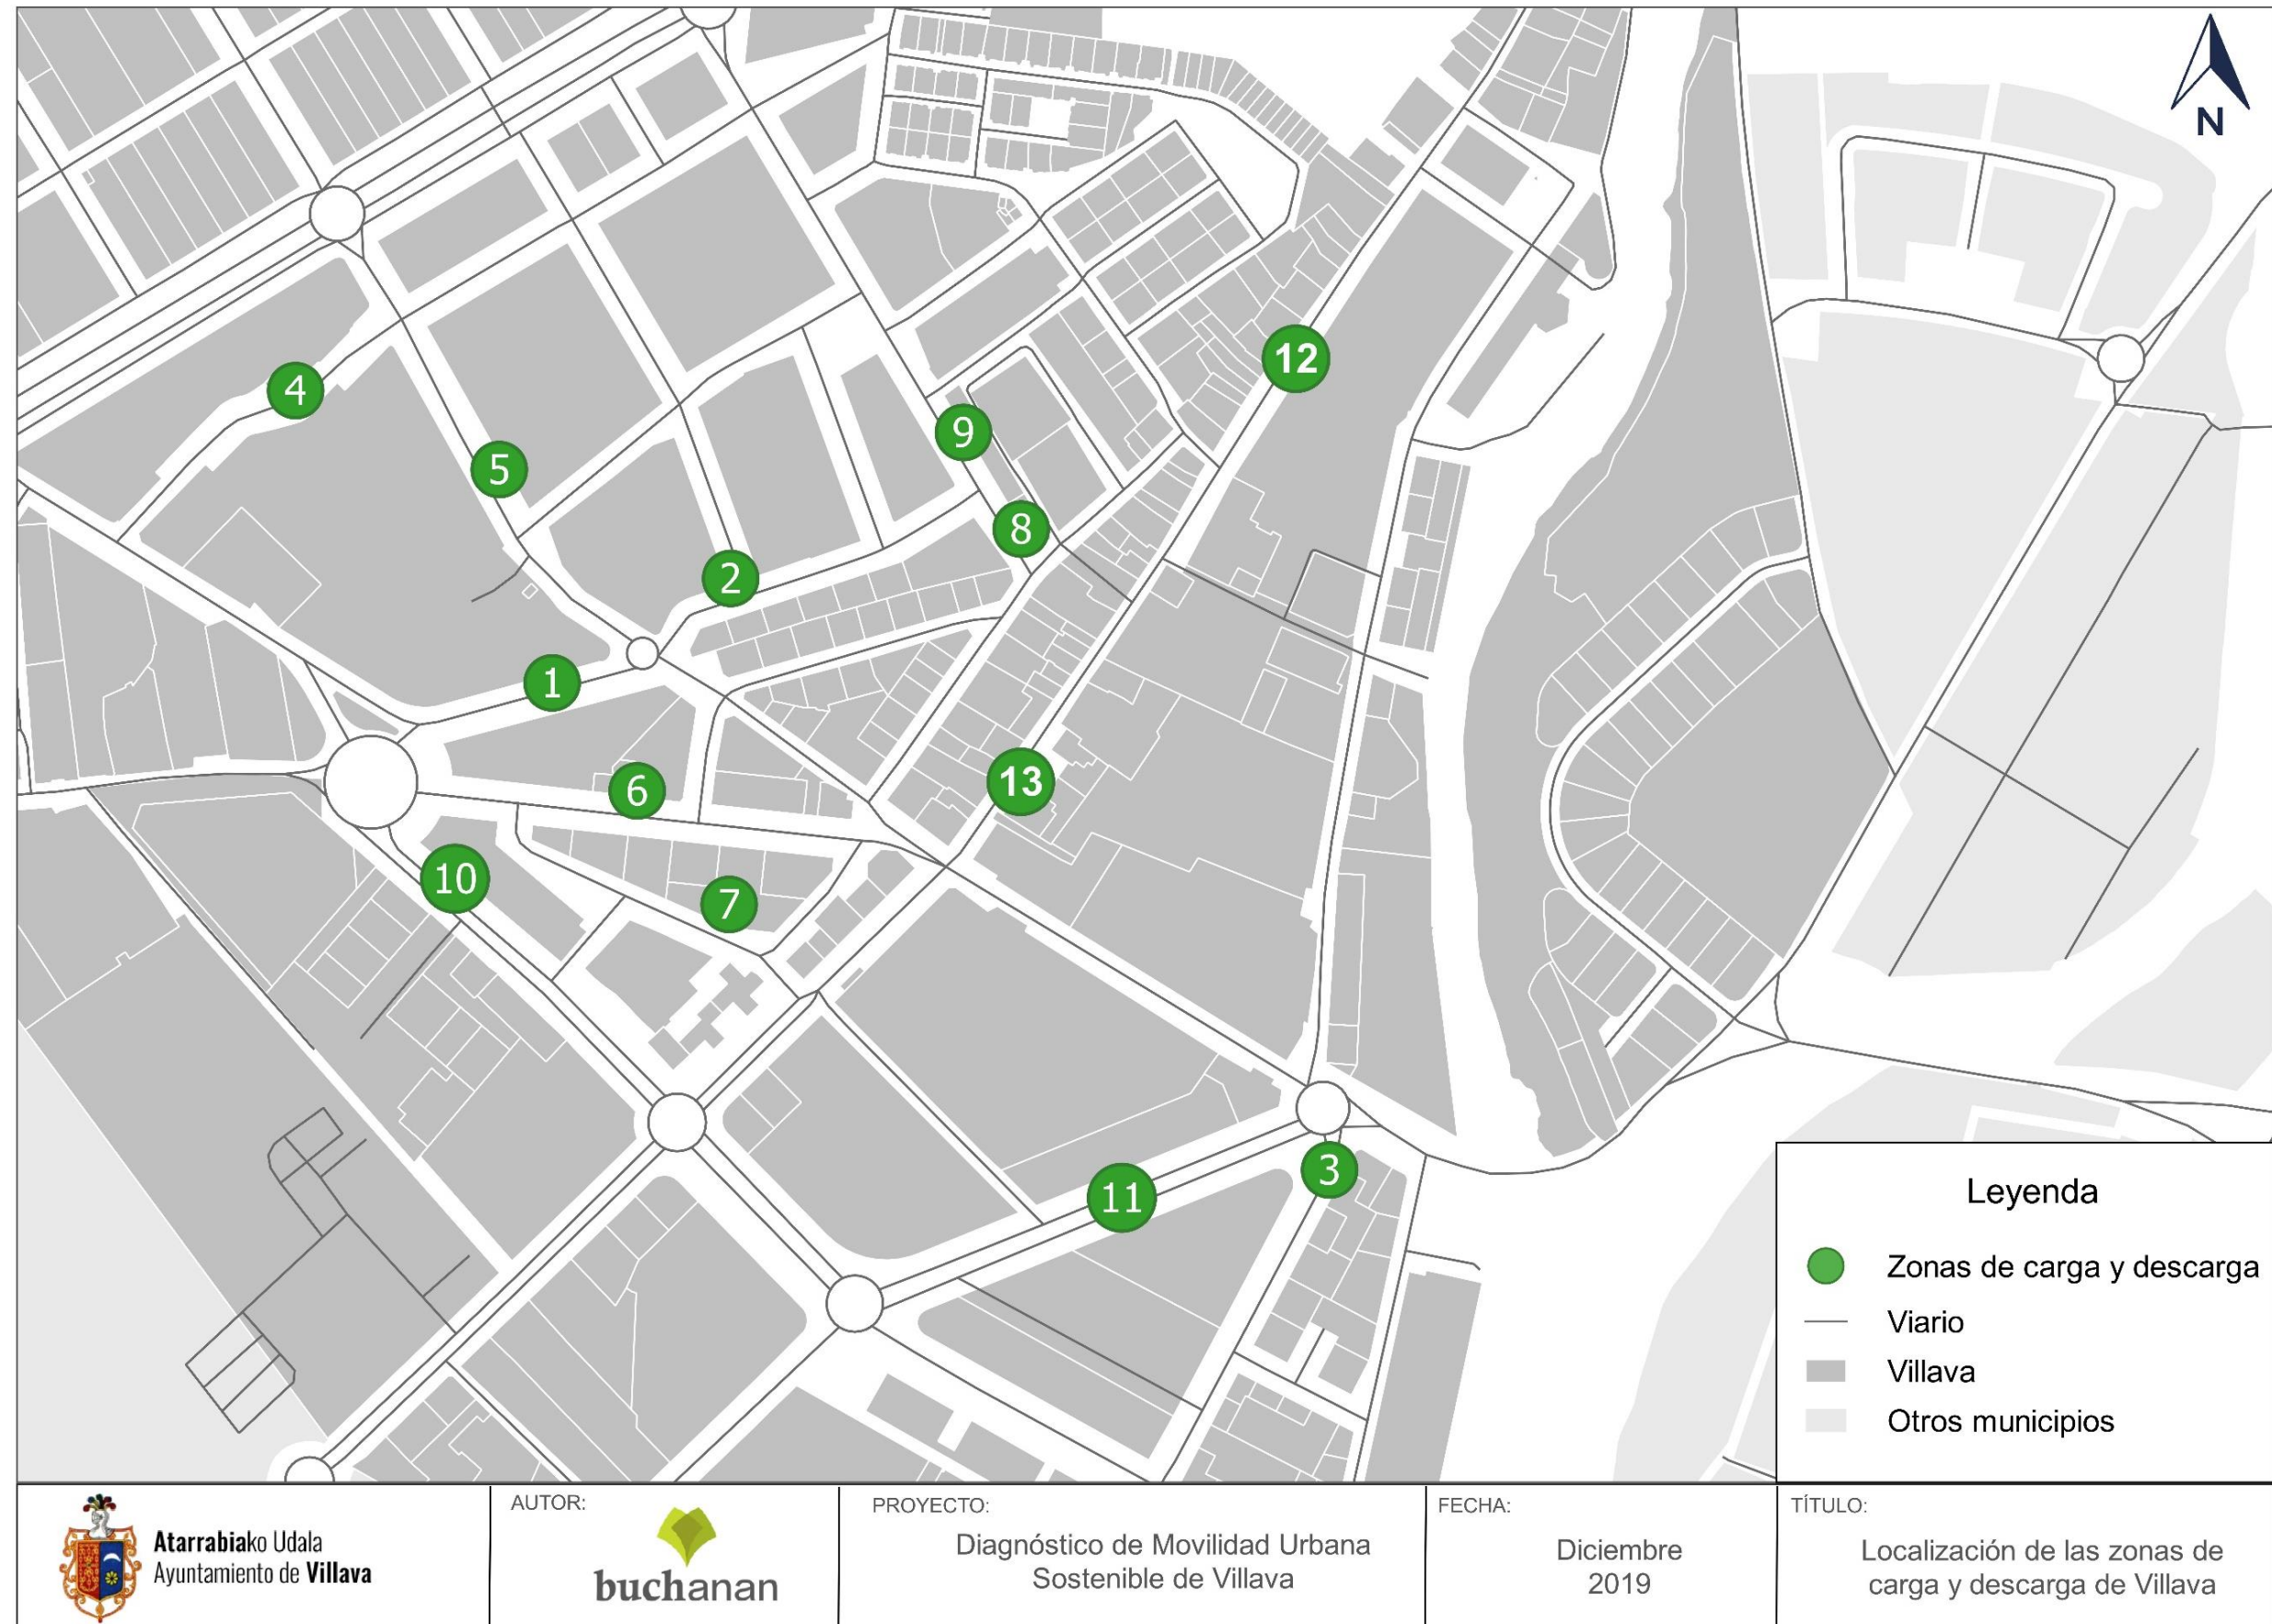 N
12
4
9
5
8
2
1
13
6
10
7
3
11
Leyenda
Zonas de carga y descarga
Viario
Villava
Otros municipios
Atarrabiako Udala
Ayuntamiento de Villava
AUTOR:
buchanan
PROYECTO:
Diagnóstico de Movilidad Urbana
Sostenible de Villava
FECHA:
Diciembre
2019
TÍTULO:
Localización de las zonas de
carga y descarga de Villava